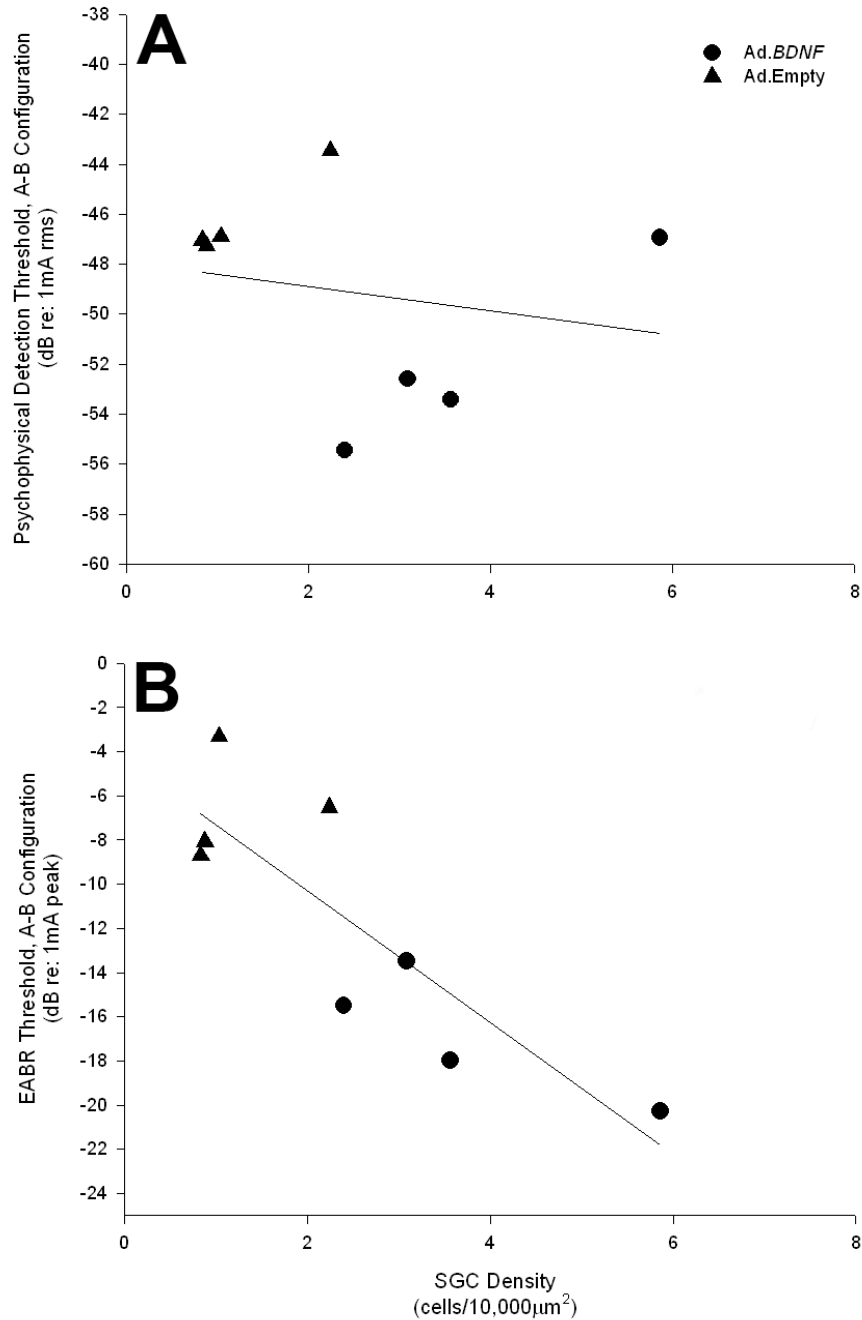 A
Ad.BDNF
Ad.Empty
Psychophysical Detection Threshold, A-B Configuration
(dB re: 1mA rms)
-38
-40
-42
-44
-46
-48
-50
-52
-54
-56
-58
-60
0 2 4 6 8
B
EABR Threshold, A-B Configuration
(dB re: 1mA peak)
0
-2
-4
-6
-8
-10
-12
-14
-16
-18
-20
-22
-24
0 2 4 6 8
SGC Density
(cells/10,000µm²)